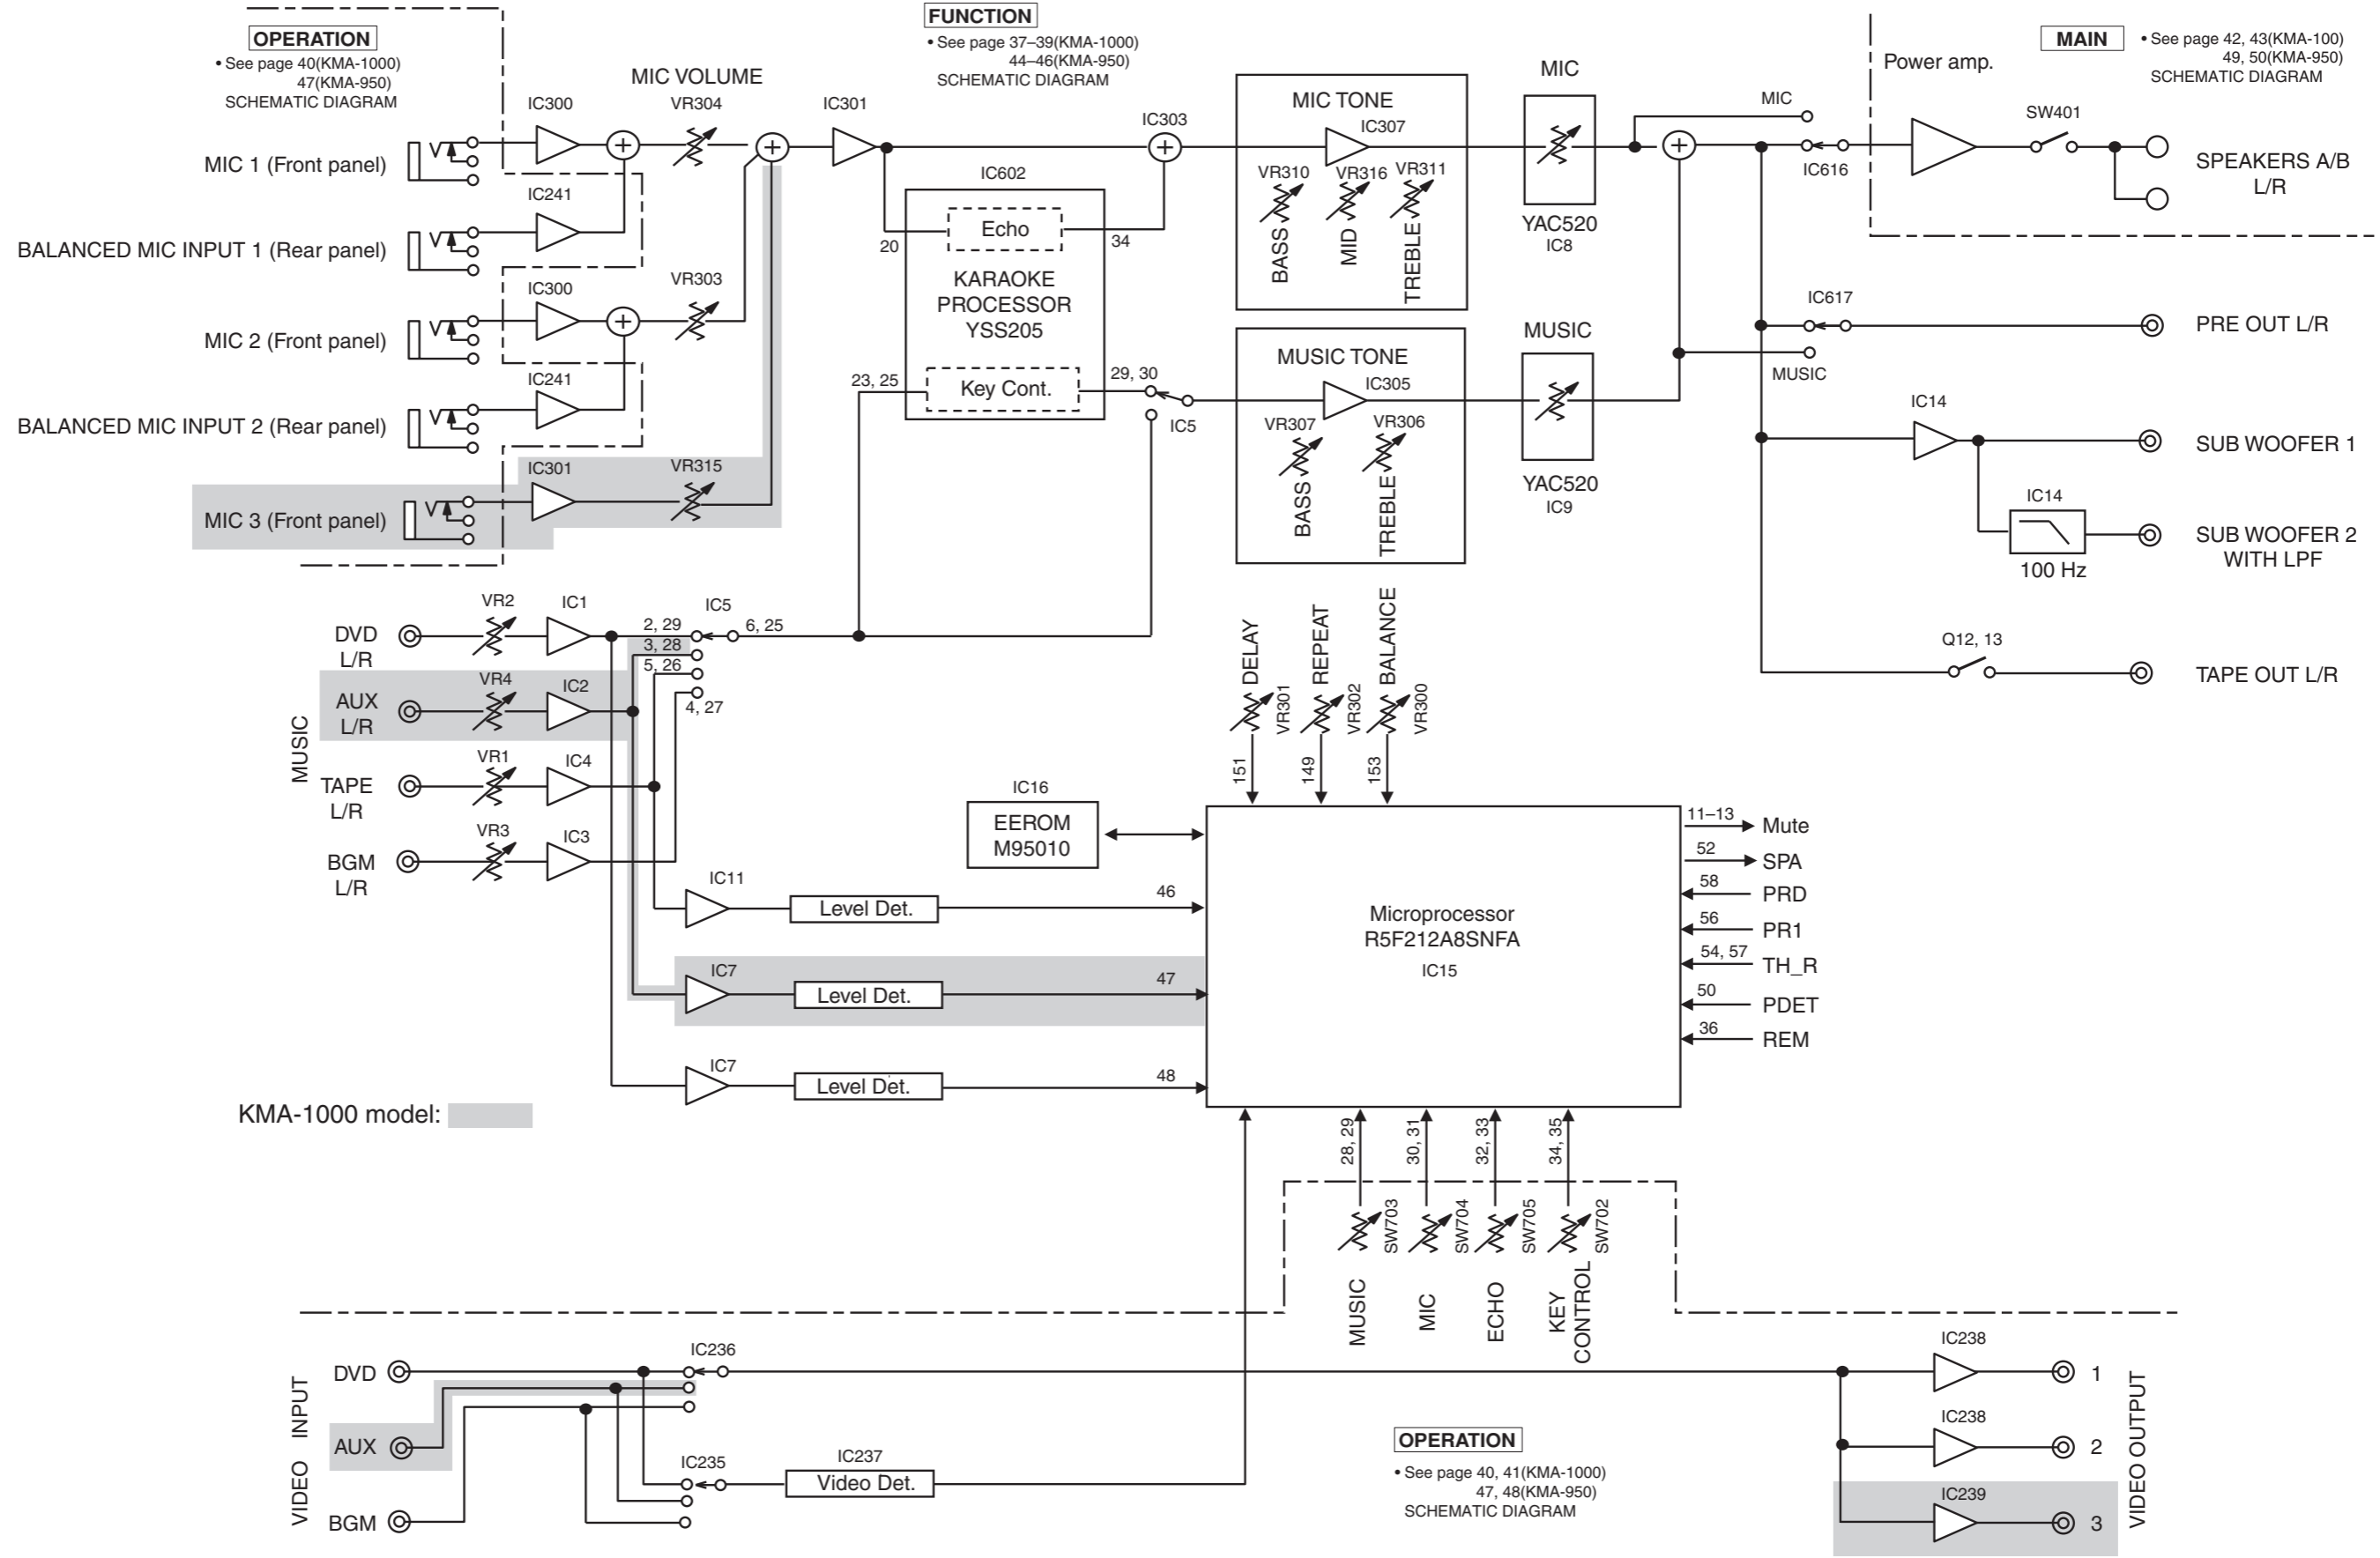 OPERATION
• See page 40(KMA-1000)
47(KMA-950)
SCHEMATIC DIAGRAM
FUNCTION
• See page 37–39(KMA-1000)
44–46(KMA-950)
SCHEMATIC DIAGRAM
MAIN
• See page 42, 43(KMA-100)
49, 50(KMA-950)
SCHEMATIC DIAGRAM
Power amp.
MIC VOLUME
IC300
VR304
IC301
IC303
MIC 1 (Front panel)
IC241
BALANCED MIC INPUT 1 (Rear panel)
IC300
VR303
MIC 2 (Front panel)
IC241
BALANCED MIC INPUT 2 (Rear panel)
IC301
VR315
MIC 3 (Front panel)
IC602
Echo
20
34
KARAOKE
PROCESSOR
YSS205
23, 25
Key Cont.
29, 30
IC5
MIC TONE
IC307
VR310
VR316
VR311
BASS
MID
TREBLE
MUSIC TONE
IC305
VR307
VR306
BASS
TREBLE
MIC
YAC520
IC8
MUSIC
YAC520
IC9
MIC
IC616
SW401
SPEAKERS A/B
L/R
IC617
PRE OUT L/R
MUSIC
IC14
SUB WOOFER 1
IC14
100 Hz
SUB WOOFER 2
WITH LPF
Q12, 13
TAPE OUT L/R
MUSIC
DVD
L/R
VR2
IC1
2, 29
IC5
6, 25
3, 28
5, 26
4, 27
AUX
L/R
VR4
IC2
TAPE
L/R
VR1
IC4
BGM
L/R
VR3
IC3
IC11
Level Det.
46
IC7
Level Det.
47
IC7
Level Det.
48
KMA-1000 model:
DELAY
VR301
151
REPEAT
VR302
149
BALANCE
VR300
153
IC16
EEROM
M95010
Microprocessor
R5F212A8SNFA
IC15
11–13
Mute
52
SPA
58
PRD
56
PR1
54, 57
TH_R
50
PDET
36
REM
28, 29
SW703
MUSIC
30, 31
SW704
MIC
32, 33
SW705
ECHO
34, 35
SW702
KEY
CONTROL
VIDEO INPUT
DVD
IC236
AUX
BGM
IC235
IC237
Video Det.
OPERATION
• See page 40, 41(KMA-1000)
47, 48(KMA-950)
SCHEMATIC DIAGRAM
IC238
1
IC238
2
IC239
3
VIDEO OUTPUT